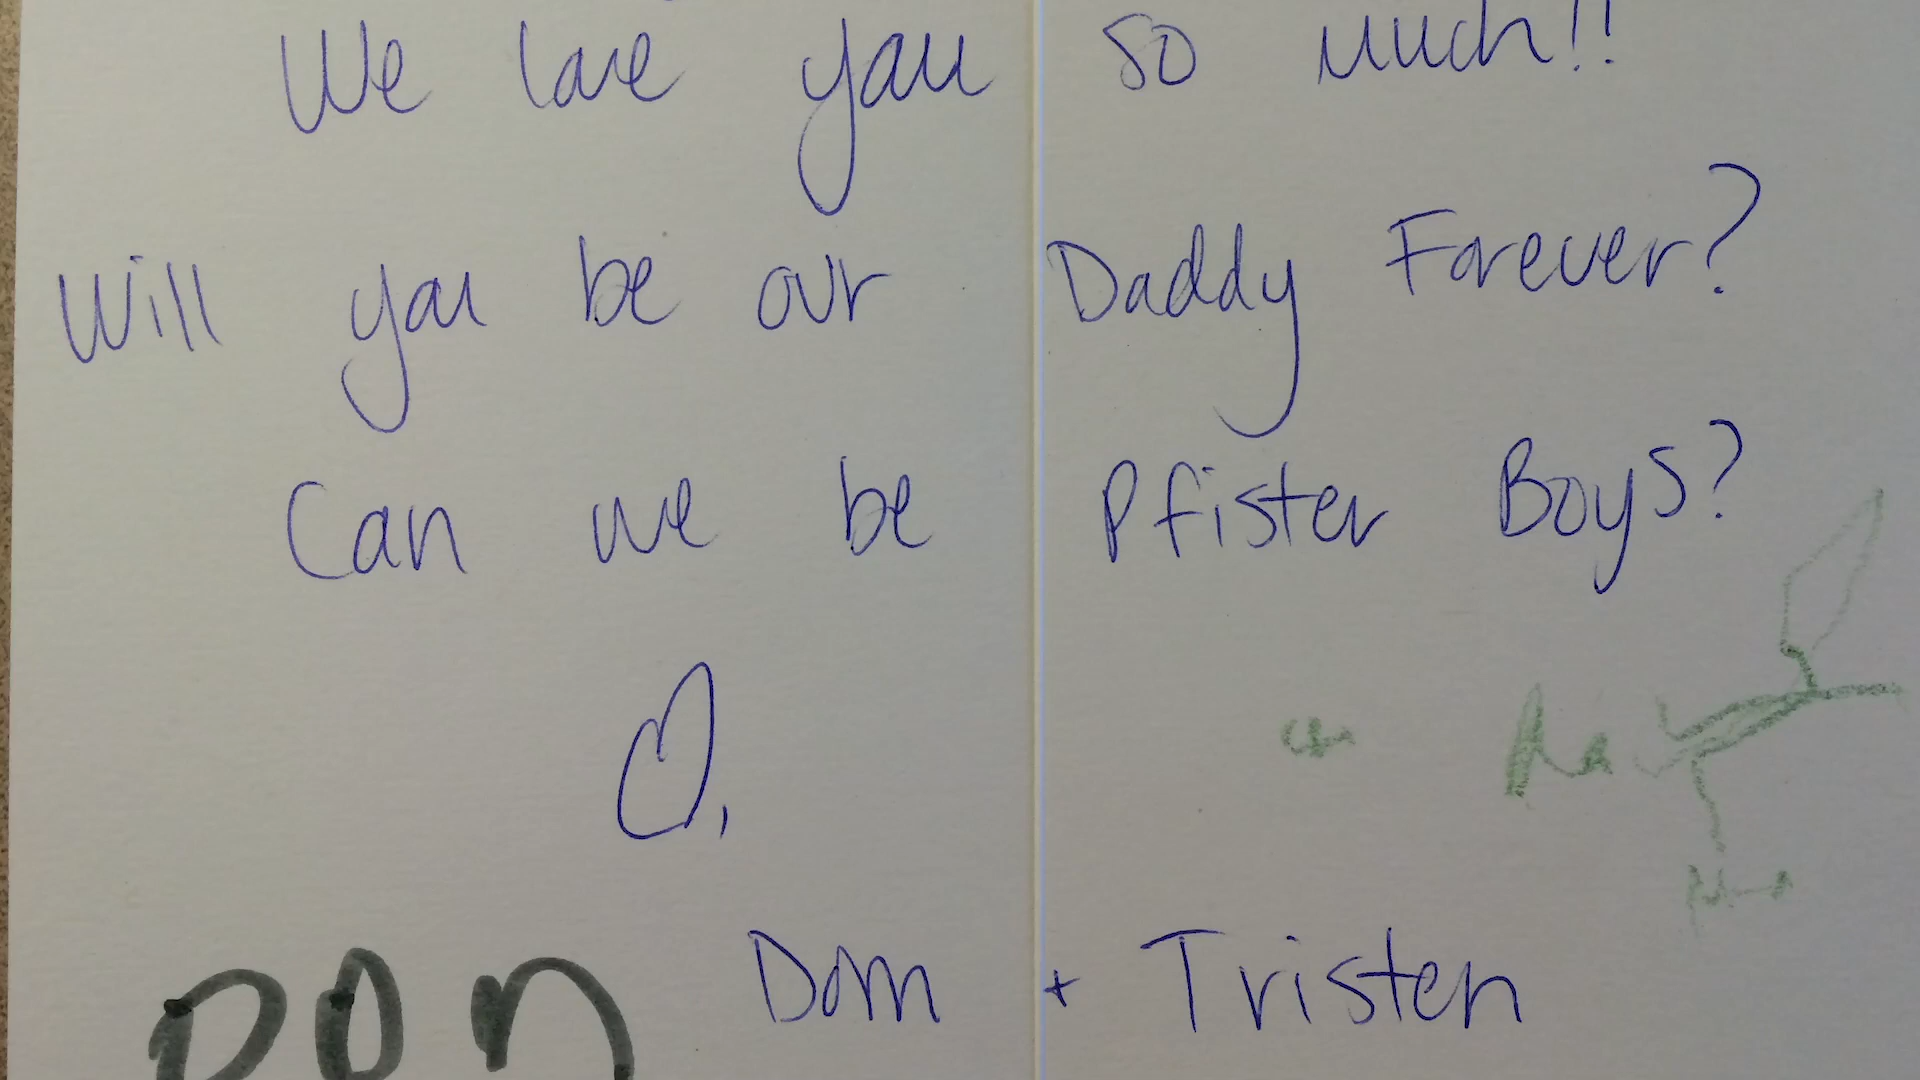 We love you so much!!
Will you be our Daddy Forever?
Can we be Pfister Boys?
Dom + Tristen